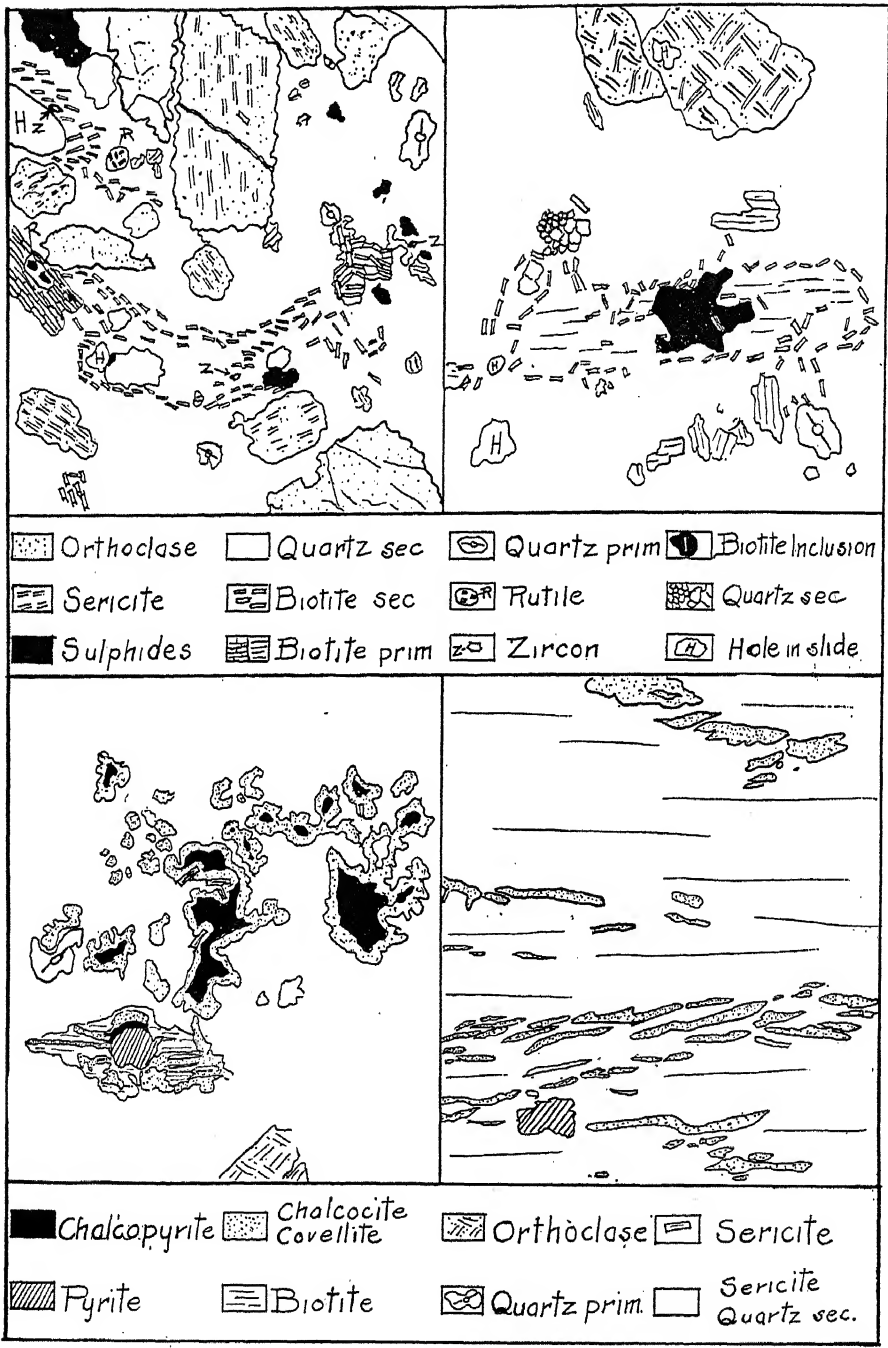 H
Z
R
R
Z
H
Z
H
H
H
Orthoclase Quartz sec Quartz prim Biotite Inclusion
Sericite Biotite sec R Rutile Quartz sec
Sulphides Biotite prim Z Zircon H Hole in slide
Chalcopyrite Chalcocite Covellite Orthoclase Sericite
Pyrite Biotite Quartz prim. Sericite Quartz sec.